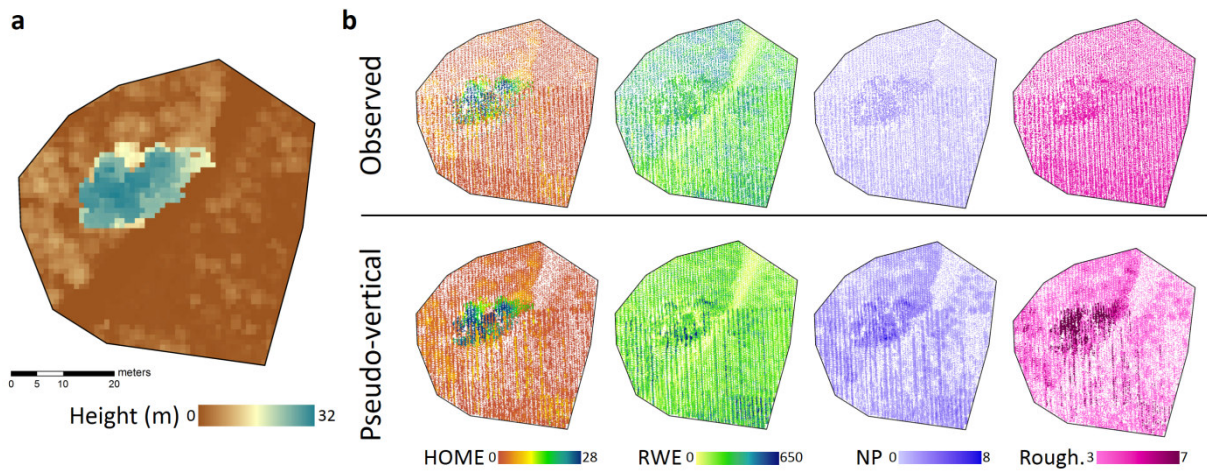 a
b
Observed
Pseudo-vertical
0 5 10 20 meters
Height (m) 0 32
HOME 0 28 RWE 0 650 NP 0 8 Rough. 3 7